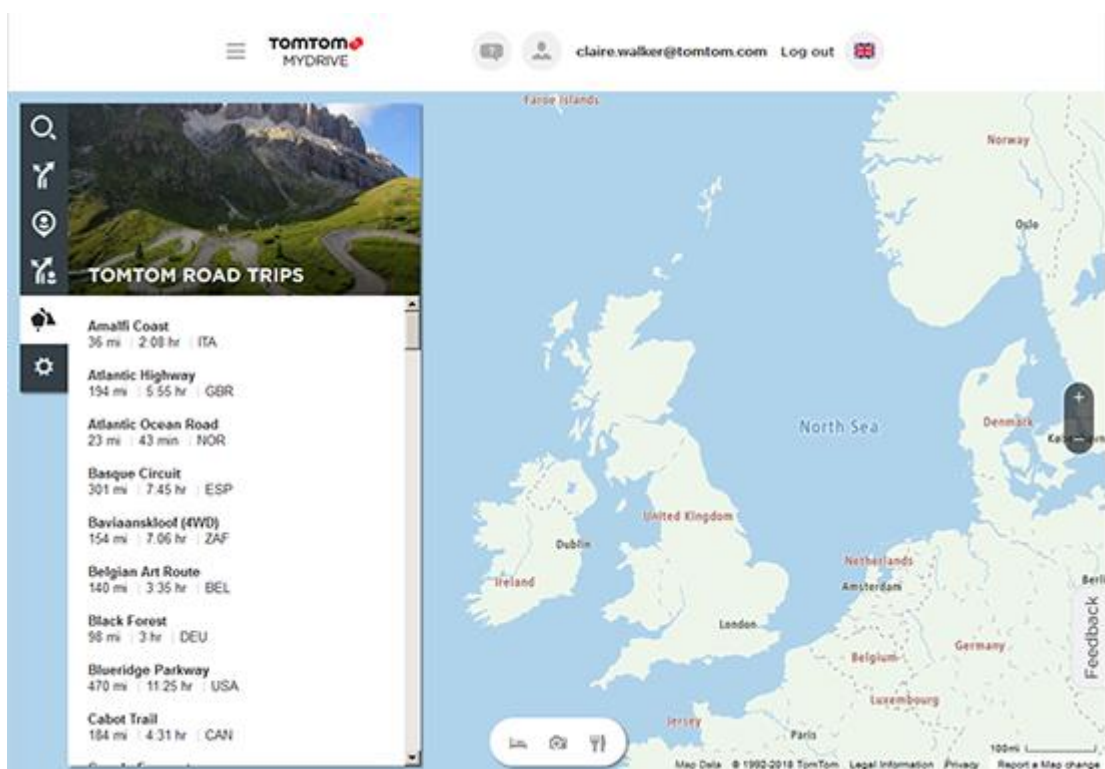 TOMTOM
MYDRIVE
claire.walker@tomtom.com Log out
TOMTOM ROAD TRIPS
Amalfi Coast
36 mi | 2:08 hr | ITA
Atlantic Highway
194 mi | 5:55 hr | GBR
Atlantic Ocean Road
23 mi | 43 min | NOR
Basque Circuit
301 mi | 7:45 hr | ESP
Baviaanskloof (4WD)
154 mi | 7:06 hr | ZAF
Belgian Art Route
140 mi | 3:35 hr | BEL
Black Forest
98 mi | 3 hr | DEU
Blueridge Parkway
470 mi | 11:25 hr | USA
Cabot Trail
184 mi | 4:31 hr | CAN
Faroe Islands
Norway
Oslo
North Sea
Denmark
United Kingdom
Dublin
Ireland
Netherlands
Amsterdam
Berli
London
Belgium
Germany
Luxembourg
Jersey
Paris
Feedback
100mi
Map Data © 1992-2018 TomTom Legal Information Privacy Report a Map change